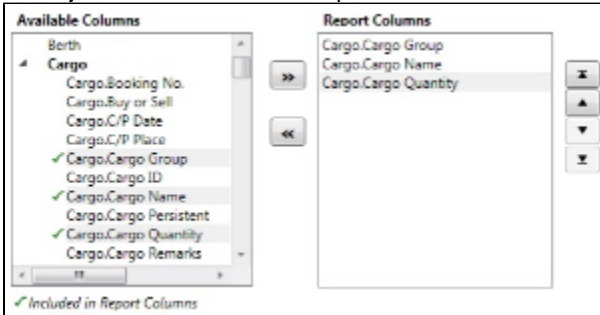 Available Columns
Berth
Cargo
Cargo.Booking No.
Cargo.Buy or Sell
Cargo.C/P Date
Cargo.C/P Place
✓Cargo.Cargo Group
Cargo.Cargo ID
✓Cargo.Cargo Name
Cargo.Cargo Persistent
✓Cargo.Cargo Quantity
Cargo.Cargo Remarks
✓Included in Report Columns
Report Columns
Cargo.Cargo Group
Cargo.Cargo Name
Cargo.Cargo Quantity